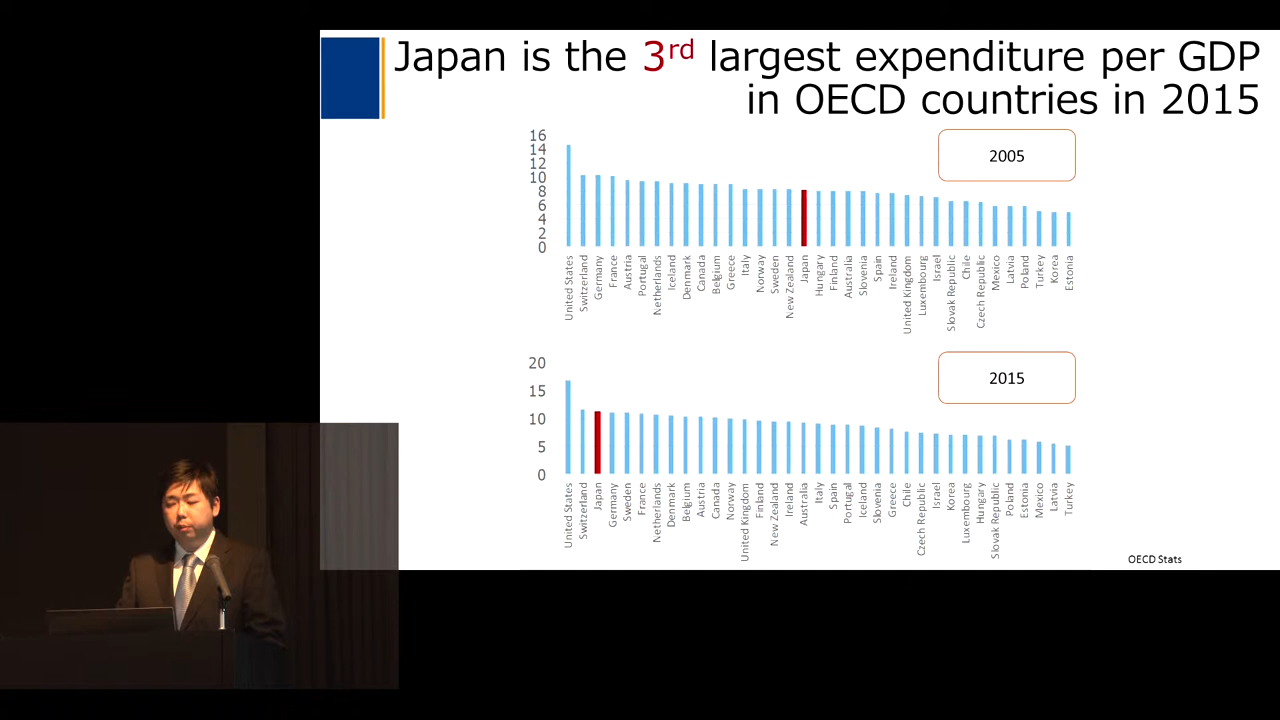 Japan is the 3rd largest expenditure per GDP
in OECD countries in 2015
16
14
12
10
8
6
4
2
0
2005
United States
Switzerland
Germany
France
Austria
Portugal
Netherlands
Iceland
Denmark
Canada
Belgium
Greece
Italy
Norway
Sweden
New Zealand
Japan
Hungary
Finland
Australia
Slovenia
Spain
Ireland
United Kingdom
Luxembourg
Israel
Slovak Republic
Chile
Czech Republic
Mexico
Latvia
Poland
Turkey
Korea
Estonia
20
15
10
5
0
2015
United States
Switzerland
Japan
Germany
Sweden
France
Netherlands
Denmark
Belgium
Austria
Canada
Norway
United Kingdom
Finland
New Zealand
Ireland
Australia
Italy
Spain
Portugal
Iceland
Slovenia
Greece
Chile
Czech Republic
Israel
Korea
Luxembourg
Hungary
Slovak Republic
Poland
Estonia
Mexico
Latvia
Turkey
OECD Stats